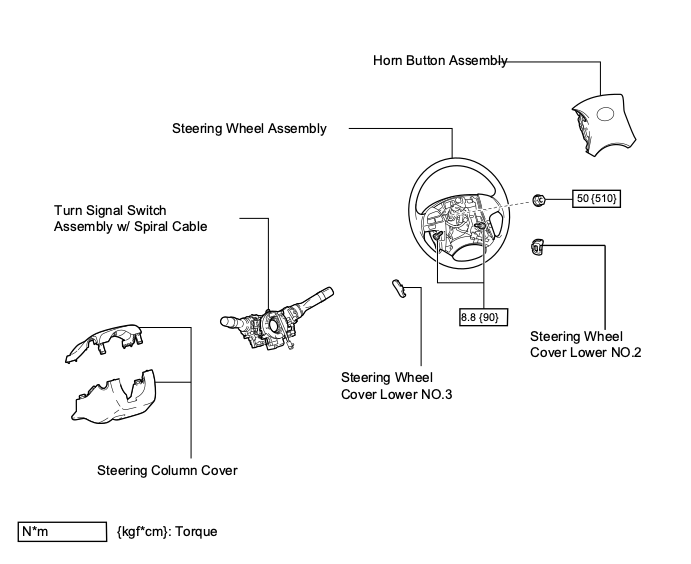 Horn Button Assembly
Steering Wheel Assembly
50 {510}
Turn Signal Switch
Assembly w/ Spiral Cable
8.8 {90}
Steering Wheel
Cover Lower NO.2
Steering Wheel
Cover Lower NO.3
Steering Column Cover
N*m {kgf*cm}: Torque